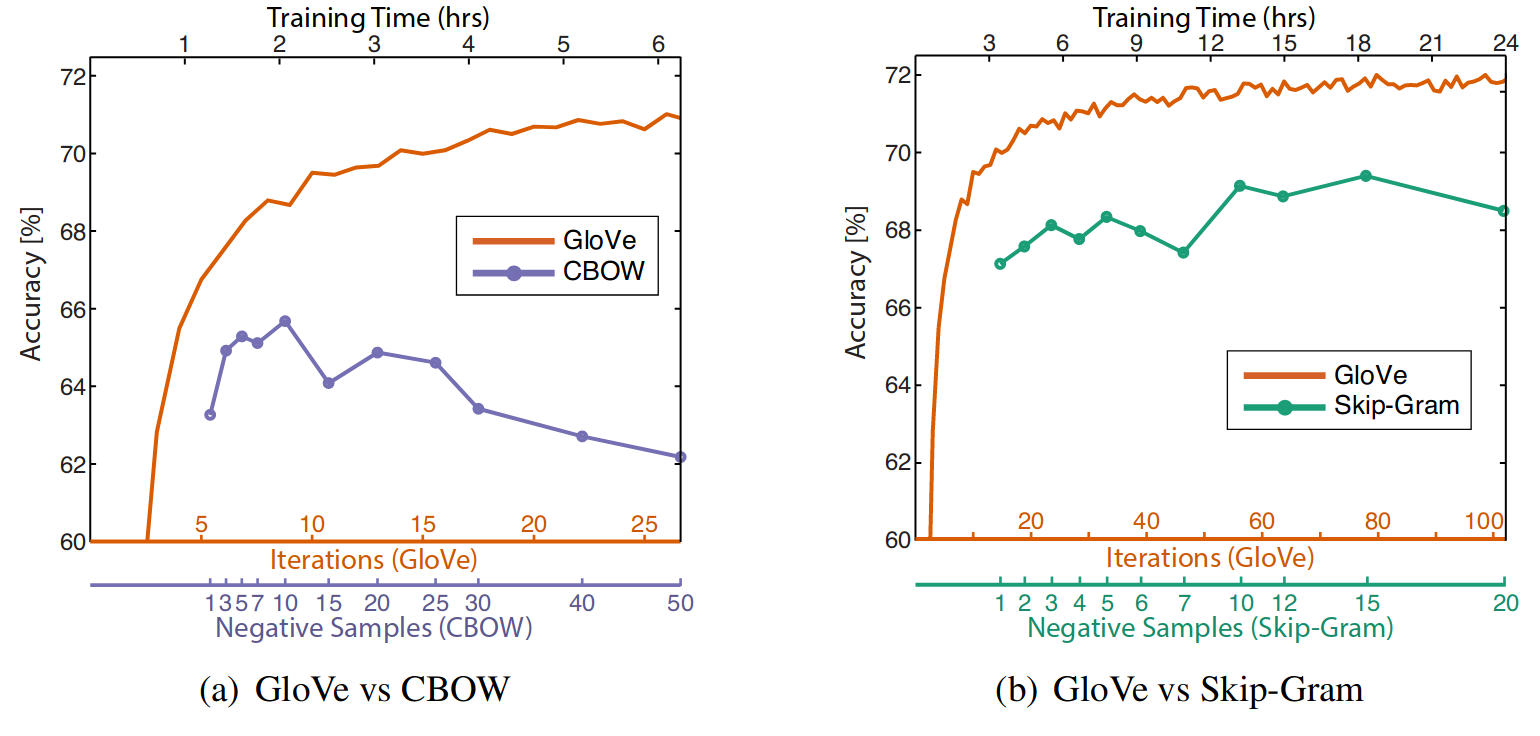 Training Time (hrs)
1 2 3 4 5 6
72
70
68
66
64
62
60
Accuracy [%]
GloVe
CBOW
5 10 15 20 25
Iterations (GloVe)
1 3 5 7 10 15 20 25 30 40 50
Negative Samples (CBOW)
(a) GloVe vs CBOW
Training Time (hrs)
3 6 9 12 15 18 21 24
72
70
68
66
64
62
60
Accuracy [%]
GloVe
Skip-Gram
20 40 60 80 100
Iterations (GloVe)
1 2 3 4 5 6 7 10 12 15 20
Negative Samples (Skip-Gram)
(b) GloVe vs Skip-Gram